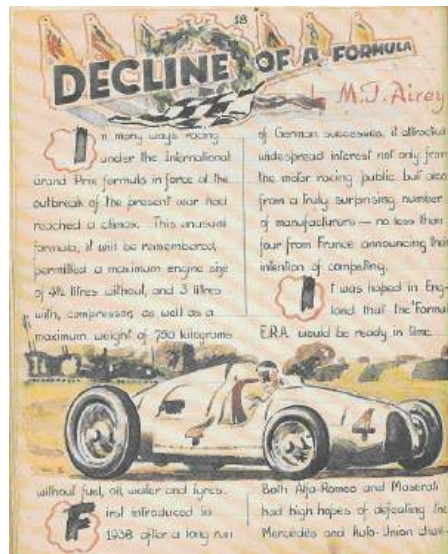 18
DECLINE OF A FORMULA
M.J. Airey
In many ways racing
under the International
Grand Prix formula in force at the
outbreak of the present war had
reached a climax. This unusual
formula, it will be remembered,
permitted a maximum engine size
of 4½ litres without, and 3 litres
with, compressor, as well as a
maximum weight of 750 kilograms
without fuel, oil, water and tyres.
First introduced in
1938 after a long run
of German successes, it attracted
widespread interest not only from
the motor racing public but also
from a truly surprising number
of manufacturers — no less than
four from France announcing their
intention of competing.
It was hoped in Eng-
land that the Formula
E.R.A. would be ready in time.
4
Both Alfa-Romeo and Maserati
had high hopes of defeating the
Mercedes and Auto-Union